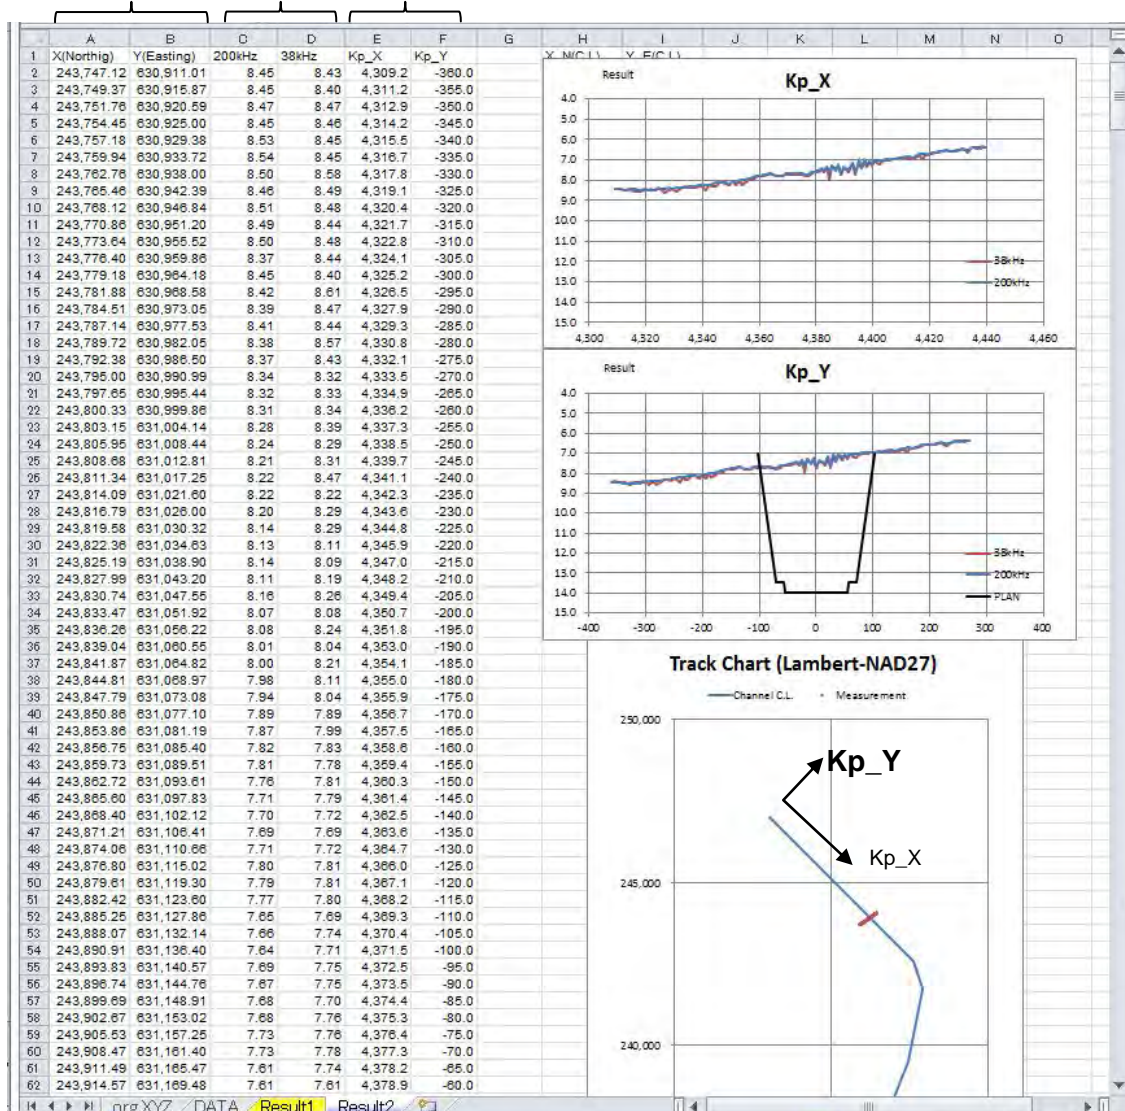 A B C D E F G H I J K L M N O
1 X(Northig) Y(Easting) 200kHz 38kHz Kp_X Kp_Y X_N(C.L) Y_E(C.L)
2 243,747.12 630,911.01 8.45 8.43 4,309.2 -360.0
3 243,749.37 630,915.87 8.45 8.40 4,311.2 -355.0
4 243,751.76 630,920.59 8.47 8.47 4,312.9 -350.0
5 243,754.45 630,925.00 8.45 8.46 4,314.2 -345.0
6 243,757.18 630,929.38 8.53 8.45 4,315.5 -340.0
7 243,759.94 630,933.72 8.54 8.45 4,316.7 -335.0
8 243,762.76 630,938.00 8.50 8.58 4,317.8 -330.0
9 243,765.46 630,942.39 8.46 8.49 4,319.1 -325.0
10 243,768.12 630,946.84 8.51 8.48 4,320.4 -320.0
11 243,770.86 630,951.20 8.49 8.44 4,321.7 -315.0
12 243,773.64 630,955.52 8.50 8.48 4,322.8 -310.0
13 243,776.40 630,959.86 8.37 8.44 4,324.1 -305.0
14 243,779.18 630,964.18 8.45 8.40 4,325.2 -300.0
15 243,781.88 630,968.58 8.42 8.61 4,326.5 -295.0
16 243,784.51 630,973.05 8.39 8.47 4,327.9 -290.0
17 243,787.14 630,977.53 8.41 8.44 4,329.3 -285.0
18 243,789.72 630,982.05 8.38 8.57 4,330.8 -280.0
19 243,792.38 630,986.50 8.37 8.43 4,332.1 -275.0
20 243,795.00 630,990.99 8.34 8.32 4,333.5 -270.0
21 243,797.65 630,995.44 8.32 8.33 4,334.9 -265.0
22 243,800.33 630,999.86 8.31 8.34 4,336.2 -260.0
23 243,803.15 631,004.14 8.28 8.39 4,337.3 -255.0
24 243,805.95 631,008.44 8.24 8.29 4,338.5 -250.0
25 243,808.68 631,012.81 8.21 8.31 4,339.7 -245.0
26 243,811.34 631,017.25 8.22 8.47 4,341.1 -240.0
27 243,814.09 631,021.60 8.22 8.22 4,342.3 -235.0
28 243,816.79 631,026.00 8.20 8.29 4,343.6 -230.0
29 243,819.58 631,030.32 8.14 8.29 4,344.8 -225.0
30 243,822.36 631,034.63 8.13 8.11 4,345.9 -220.0
31 243,825.19 631,038.90 8.14 8.09 4,347.0 -215.0
32 243,827.99 631,043.20 8.11 8.19 4,348.2 -210.0
33 243,830.74 631,047.55 8.16 8.26 4,349.4 -205.0
34 243,833.47 631,051.92 8.07 8.08 4,350.7 -200.0
35 243,836.26 631,056.22 8.08 8.24 4,351.8 -195.0
36 243,839.04 631,060.55 8.01 8.04 4,353.0 -190.0
37 243,841.87 631,064.82 8.00 8.21 4,354.1 -185.0
38 243,844.81 631,068.97 7.98 8.11 4,355.0 -180.0
39 243,847.79 631,073.08 7.94 8.04 4,355.9 -175.0
40 243,850.86 631,077.10 7.89 7.89 4,356.7 -170.0
41 243,853.86 631,081.19 7.87 7.99 4,357.5 -165.0
42 243,856.75 631,085.40 7.82 7.83 4,358.6 -160.0
43 243,859.73 631,089.51 7.81 7.78 4,359.4 -155.0
44 243,862.72 631,093.61 7.76 7.81 4,360.3 -150.0
45 243,865.60 631,097.83 7.71 7.79 4,361.4 -145.0
46 243,868.40 631,102.12 7.70 7.72 4,362.5 -140.0
47 243,871.21 631,106.41 7.69 7.69 4,363.6 -135.0
48 243,874.06 631,110.66 7.71 7.72 4,364.7 -130.0
49 243,876.80 631,115.02 7.80 7.81 4,366.0 -125.0
50 243,879.61 631,119.30 7.79 7.81 4,367.1 -120.0
51 243,882.42 631,123.60 7.77 7.80 4,368.2 -115.0
52 243,885.25 631,127.86 7.65 7.69 4,369.3 -110.0
53 243,888.07 631,132.14 7.66 7.74 4,370.4 -105.0
54 243,890.91 631,136.40 7.64 7.71 4,371.5 -100.0
55 243,893.83 631,140.57 7.69 7.75 4,372.5 -95.0
56 243,896.74 631,144.76 7.67 7.75 4,373.5 -90.0
57 243,899.69 631,148.91 7.68 7.70 4,374.4 -85.0
58 243,902.67 631,153.02 7.68 7.76 4,375.3 -80.0
59 243,905.53 631,157.25 7.73 7.76 4,376.4 -75.0
60 243,908.47 631,161.40 7.73 7.78 4,377.3 -70.0
61 243,911.49 631,165.47 7.61 7.74 4,378.2 -65.0
62 243,914.57 631,169.48 7.61 7.61 4,378.9 -60.0
Result
Kp_X
4.0
5.0
6.0
7.0
8.0
9.0
10.0
11.0
12.0
13.0
14.0
15.0
38kHz
200kHz
4,300 4,320 4,340 4,360 4,380 4,400 4,420 4,440 4,460
Result
Kp_Y
4.0
5.0
6.0
7.0
8.0
9.0
10.0
11.0
12.0
13.0
14.0
15.0
38kHz
200kHz
PLAN
-400 -300 -200 -100 0 100 200 300 400
Track Chart (Lambert-NAD27)
Channel C.L. Measurement
250,000
245,000
240,000
Kp_Y
Kp_X
org XYZ DATA Result1 Result2